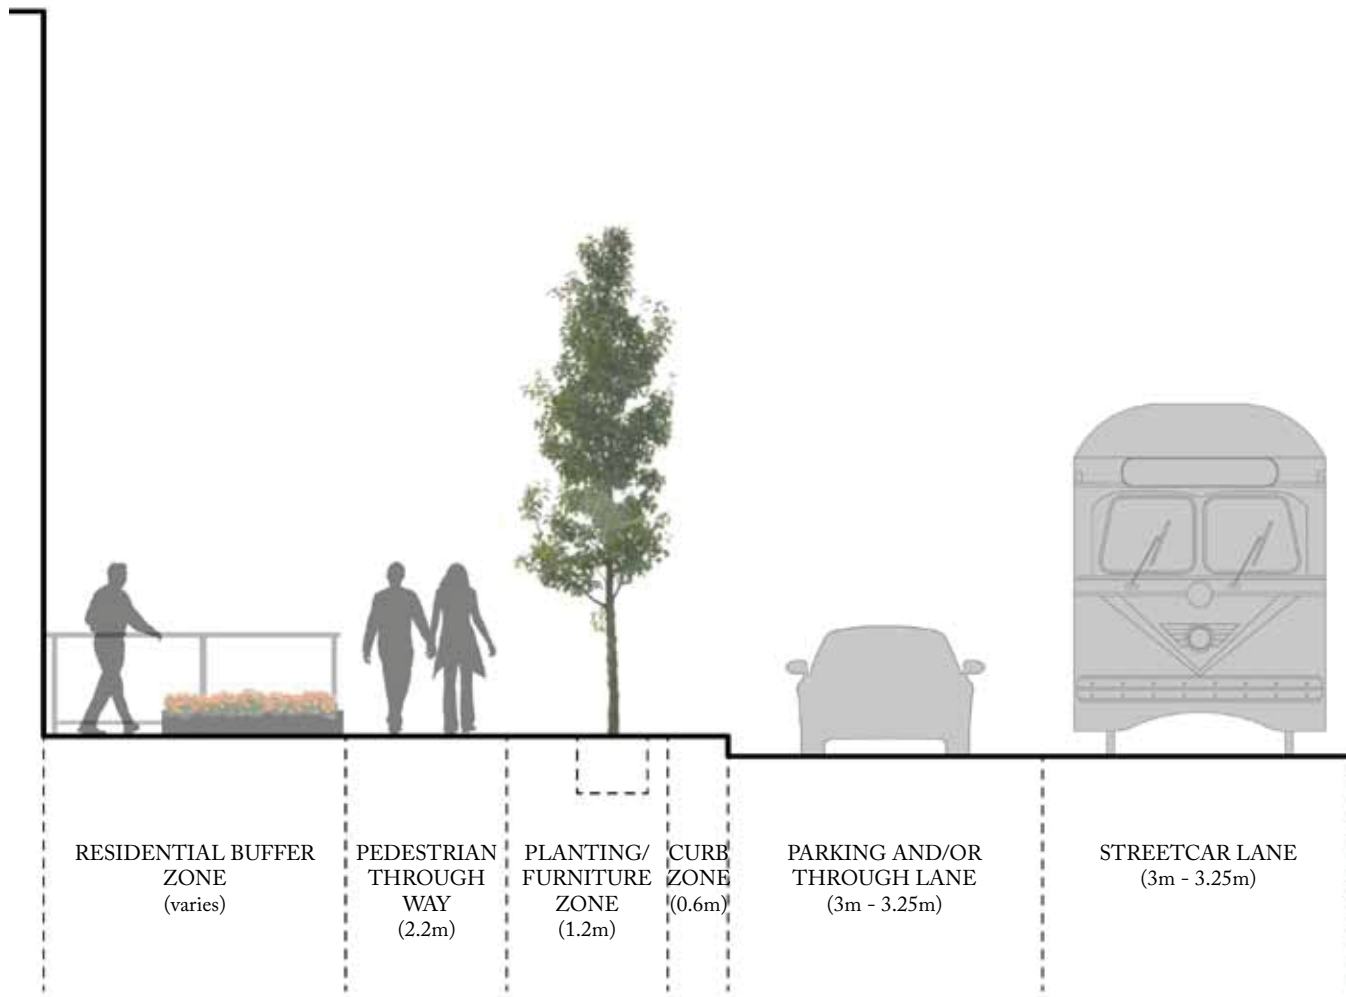 RESIDENTIAL BUFFER
ZONE
(varies)
PEDESTRIAN
THROUGH
WAY
(2.2m)
PLANTING/
FURNITURE
ZONE
(1.2m)
CURB
ZONE
(0.6m)
PARKING AND/OR
THROUGH LANE
(3m - 3.25m)
STREETCAR LANE
(3m - 3.25m)